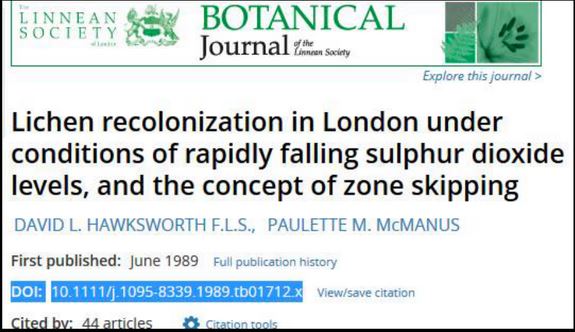 The
LINNEAN
SOCIETY
of London
BOTANICAL
Journal of the Linnean Society
Explore this journal >
Lichen recolonization in London under
conditions of rapidly falling sulphur dioxide
levels, and the concept of zone skipping
DAVID L. HAWKSWORTH F.L.S., PAULETTE M. McMANUS
First published: June 1989 Full publication history
DOI: 10.1111/j.1095-8339.1989.tb01712.x View/save citation
Cited by: 44 articles Citation tools